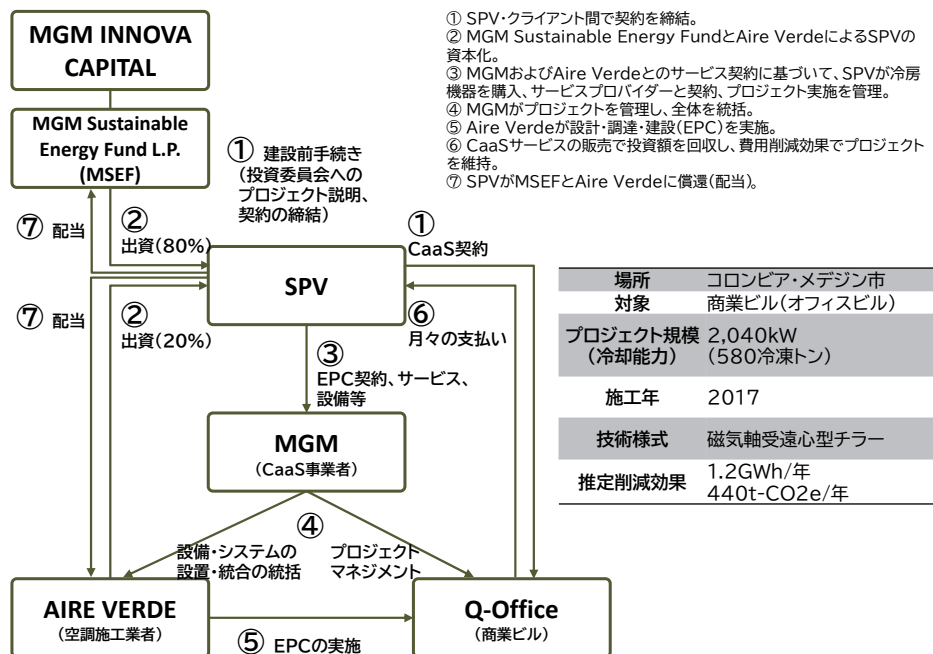 MGM INNOVA
CAPITAL
MGM Sustainable
Energy Fund L.P.
(MSEF)
① 建設前手続き
(投資委員会への
プロジェクト説明、
契約の締結)
⑦ 配当
②
出資(80%)
①
CaaS契約
SPV
⑦ 配当
②
出資(20%)
⑥
月々の支払い
③
EPC契約、サービス、
設備等
MGM
(CaaS事業者)
④
設備・システムの
設置・統合の統括
プロジェクト
マネジメント
AIRE VERDE
(空調施工業者)
⑤ EPCの実施
Q-Office
(商業ビル)
① SPV・クライアント間で契約を締結。
② MGM Sustainable Energy FundとAire VerdeによるSPVの
資本化。
③ MGMおよびAire Verdeとのサービス契約に基づいて、SPVが冷房
機器を購入、サービスプロバイダーと契約、プロジェクト実施を管理。
④ MGMがプロジェクトを管理し、全体を統括。
⑤ Aire Verdeが設計・調達・建設(EPC)を実施。
⑥ CaaSサービスの販売で投資額を回収し、費用削減効果でプロジェクト
を維持。
⑦ SPVがMSEFとAire Verdeに償還(配当)。
場所 コロンビア・メデジン市
対象 商業ビル(オフィスビル)
プロジェクト規模 2,040kW
(冷却能力) (580冷凍トン)
施工年 2017
技術様式 磁気軸受遠心型チラー
推定削減効果 1.2GWh/年
440t-CO2e/年